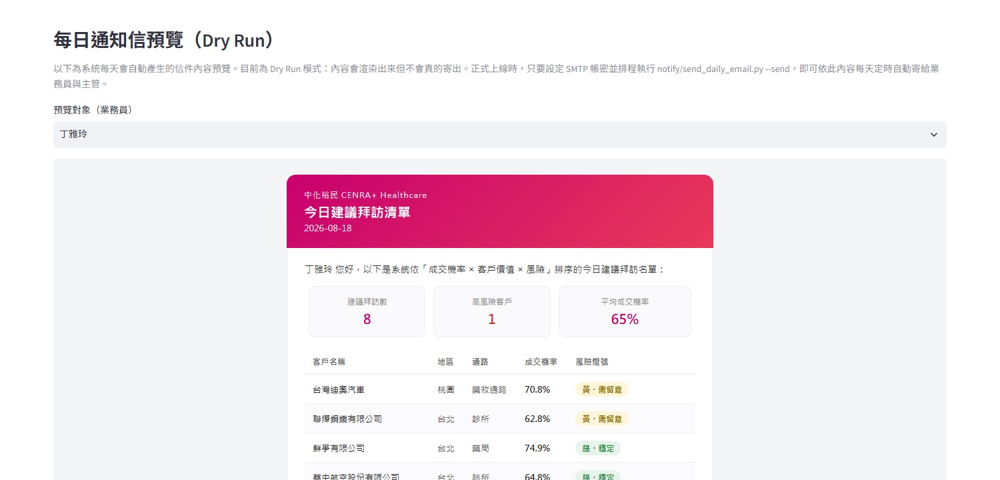 每日通知信預覽（Dry Run）
以下為系統每天會自動產生的信件內容預覽。目前為 Dry Run 模式：內容會渲染出來但不會真的寄出。正式上線時，只要設定 SMTP 帳密並排程執行 notify/send_daily_email.py --send，即可依此內容每天定時自動寄給業
務員與主管。
預覽對象（業務員）
丁雅玲
中化裕民 CENRA+ Healthcare
今日建議拜訪清單
2026-08-18
丁雅玲 您好，以下是系統依「成交機率 × 客戶價值 × 風險」排序的今日建議拜訪名單：
建議拜訪數 高風險客戶 平均成交機率
8 1 65%
客戶名稱 地區 通路 成交機率 風險燈號
台灣迪奧汽車 桃園 藥妝通路 70.8% 黃・需留意
聯燁鋼鐵有限公司 台北 診所 62.8% 黃・需留意
鮮爭有限公司 台北 藥局 74.9% 綠・穩定
華中航空股份有限公司 台北 診所 64.8% 綠・穩定